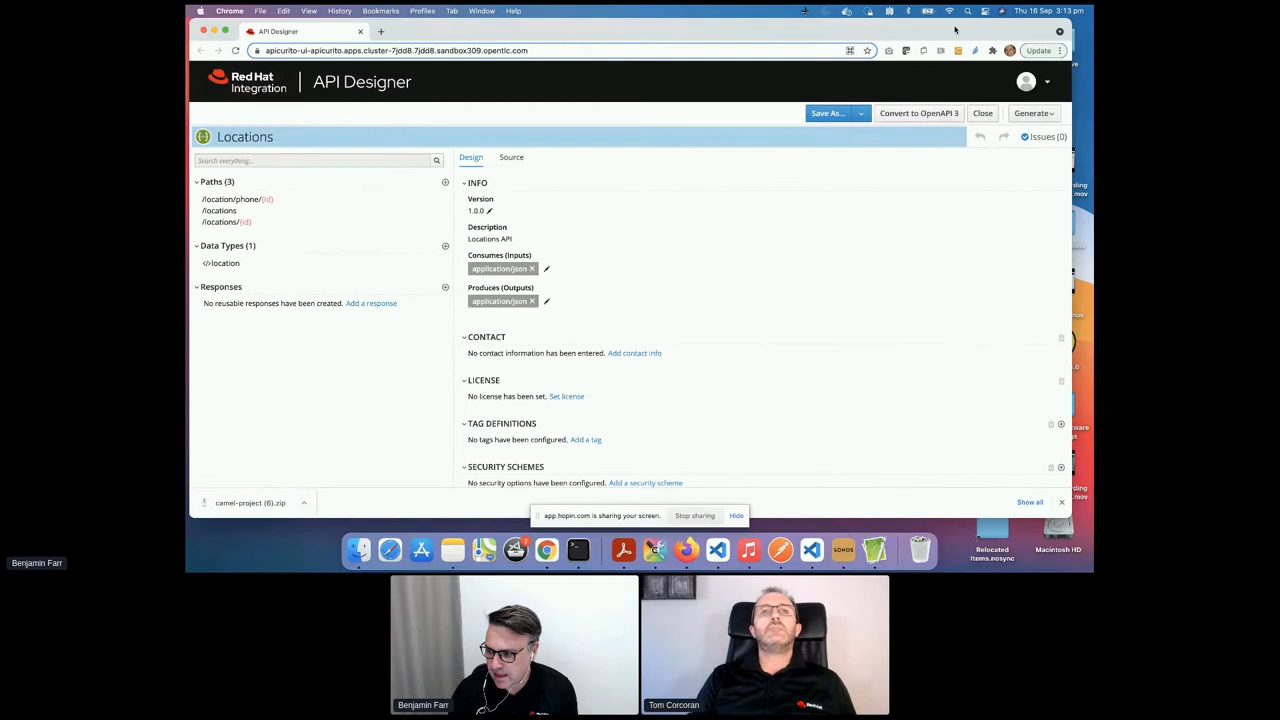 Chrome File Edit View History Bookmarks Profiles Tab Window Help
Thu 16 Sep 3:13 pm
API Designer
apicurito-ui-apicurito.apps.cluster-7jdd8.7jdd8.sandbox309.opentlc.com
Update
Red Hat
Integration
API Designer
Save As... Convert to OpenAPI 3 Close Generate
Locations
Issues (0)
Search everything...
Design Source
Paths (3)
/location/phone/{id}
/locations
/locations/{id}
Data Types (1)
</>location
Responses
No reusable responses have been created. Add a response
INFO
Version
1.0.0
Description
Locations API
Consumes (Inputs)
application/json
Produces (Outputs)
application/json
CONTACT
No contact information has been entered. Add contact info
LICENSE
No license has been set. Set license
TAG DEFINITIONS
No tags have been configured. Add a tag
SECURITY SCHEMES
No security options have been configured. Add a security scheme
camel-project (6).zip
Show all
app.hopin.com is sharing your screen. Stop sharing Hide
SONOS
Relocated
Items.nosync
Macintosh HD
Benjamin Farr
Benjamin Farr
Tom Corcoran